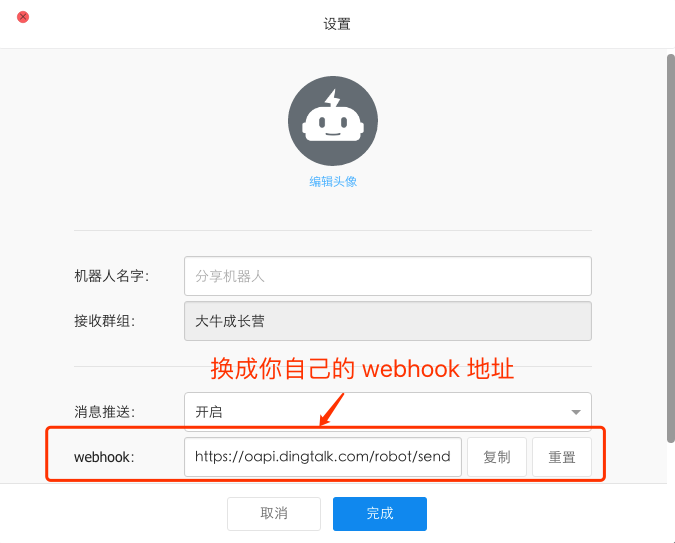 设置
编辑头像
机器人名字：
分享机器人
接收群组：
大牛成长营
换成你自己的 webhook 地址
消息推送：
开启
webhook：
https://oapi.dingtalk.com/robot/send
复制
重置
取消
完成